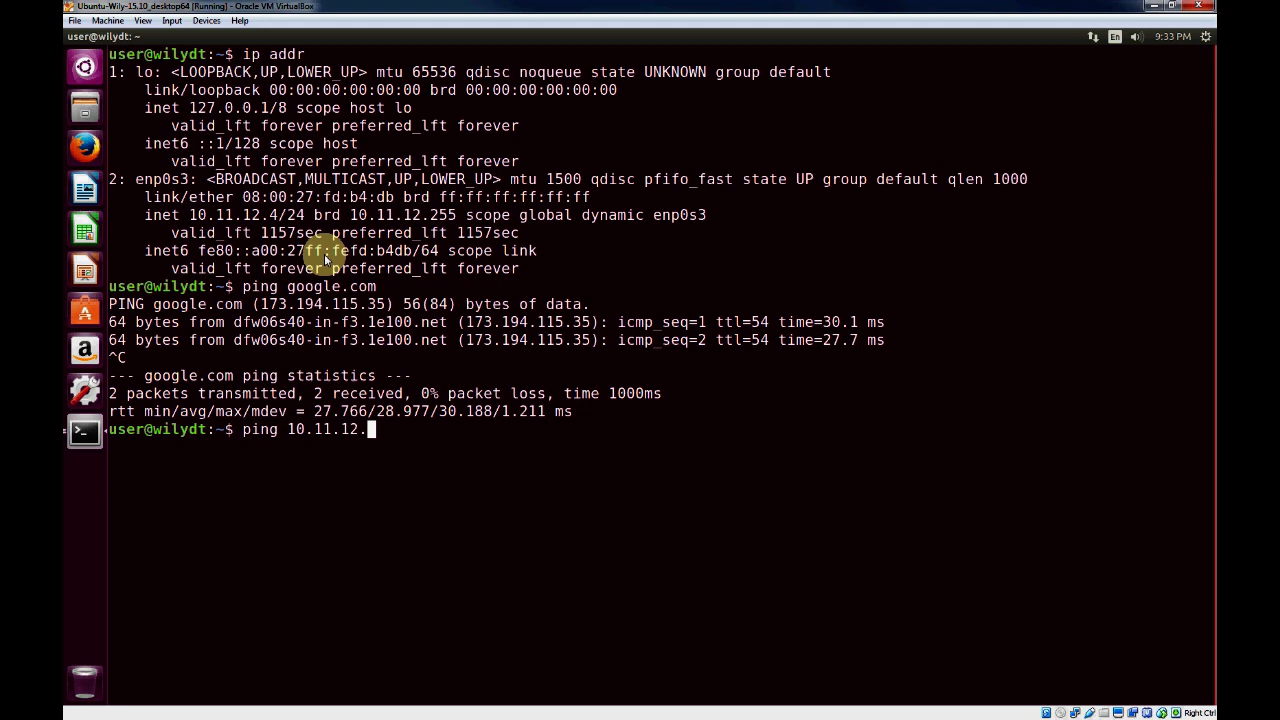 Ubuntu-Wily-15.10_desktop64 [Running] - Oracle VM VirtualBox
File Machine View Input Devices Help
user@wilydt: ~ En 9:33 PM
user@wilydt:~$ ip addr
1: lo: <LOOPBACK,UP,LOWER_UP> mtu 65536 qdisc noqueue state UNKNOWN group default
link/loopback 00:00:00:00:00:00 brd 00:00:00:00:00:00
inet 127.0.0.1/8 scope host lo
valid_lft forever preferred_lft forever
inet6 ::1/128 scope host
valid_lft forever preferred_lft forever
2: enp0s3: <BROADCAST,MULTICAST,UP,LOWER_UP> mtu 1500 qdisc pfifo_fast state UP group default qlen 1000
link/ether 08:00:27:fd:b4:db brd ff:ff:ff:ff:ff:ff
inet 10.11.12.4/24 brd 10.11.12.255 scope global dynamic enp0s3
valid_lft 1157sec preferred_lft 1157sec
inet6 fe80::a00:27ff:fefd:b4db/64 scope link
valid_lft forever preferred_lft forever
user@wilydt:~$ ping google.com
PING google.com (173.194.115.35) 56(84) bytes of data.
64 bytes from dfw06s40-in-f3.1e100.net (173.194.115.35): icmp_seq=1 ttl=54 time=30.1 ms
64 bytes from dfw06s40-in-f3.1e100.net (173.194.115.35): icmp_seq=2 ttl=54 time=27.7 ms
^C
--- google.com ping statistics ---
2 packets transmitted, 2 received, 0% packet loss, time 1000ms
rtt min/avg/max/mdev = 27.766/28.977/30.188/1.211 ms
user@wilydt:~$ ping 10.11.12.
Right Ctrl